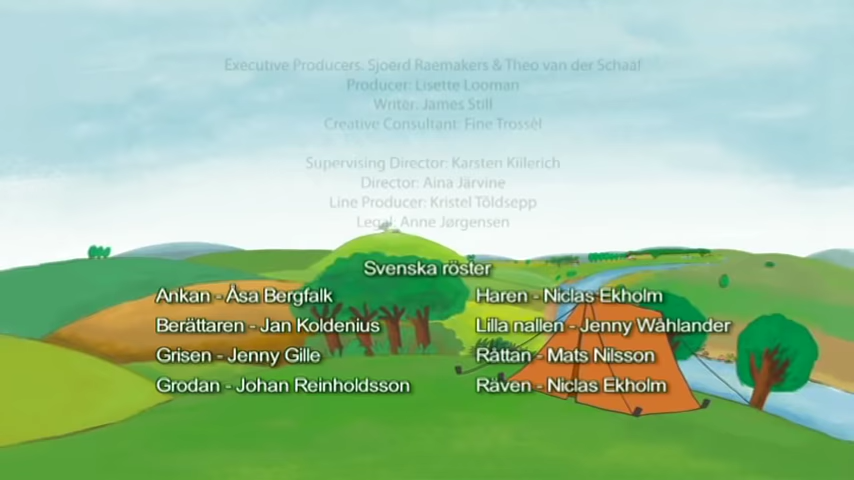 Executive Producers. Sjoerd Raemakers & Theo van der Schaaf
Producer: Lisette Looman
Writer: James Still
Creative Consultant: Fine Trossèl
Supervising Director: Karsten Kiilerich
Director: Aina Järvine
Line Producer: Kristel Tõldsepp
Legal: Anne Jørgensen
Svenska röster
Ankan - Åsa Bergfalk
Berättaren - Jan Koldenius
Grisen - Jenny Gille
Grodan - Johan Reinholdsson
Haren - Niclas Ekholm
Lilla nallen - Jenny Wåhlander
Råttan - Mats Nilsson
Räven - Niclas Ekholm